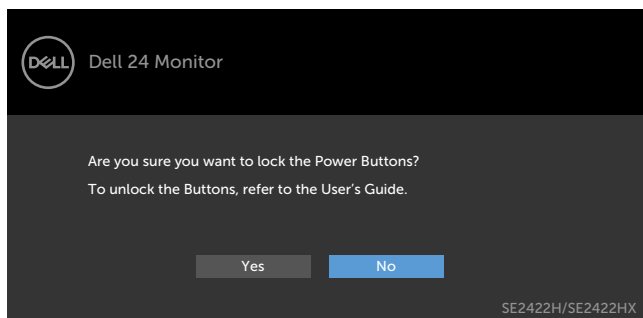 DELL Dell 24 Monitor
Are you sure you want to lock the Power Buttons?
To unlock the Buttons, refer to the User's Guide.
Yes No
SE2422H/SE2422HX